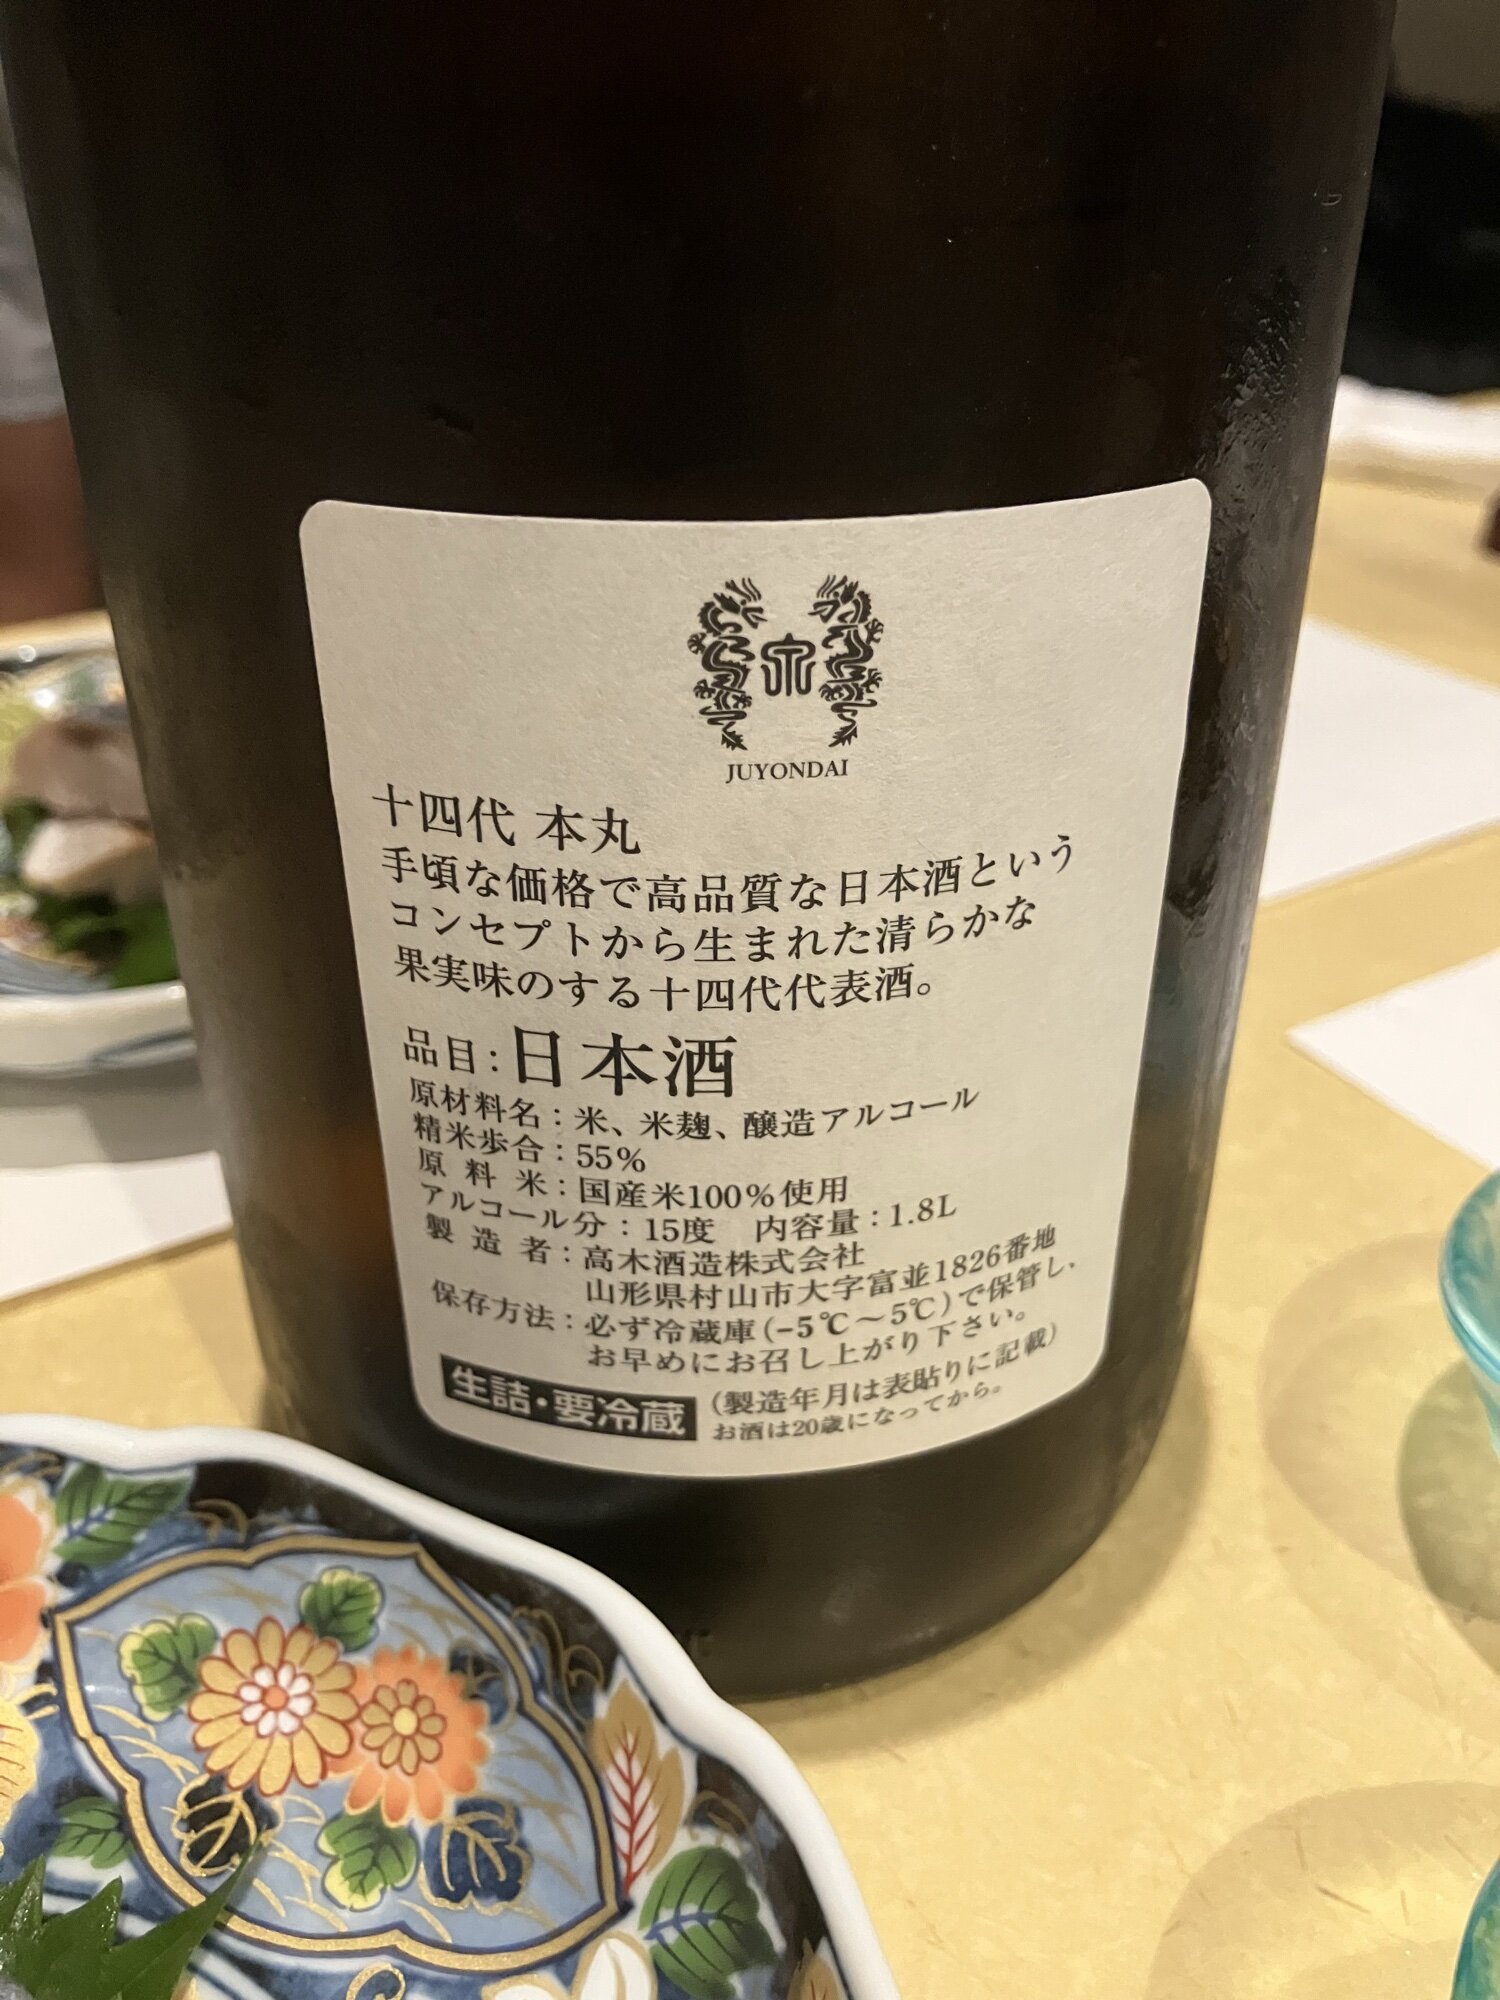 JUYONDAI
十四代 本丸
手頃な価格で高品質な日本酒という
コンセプトから生まれた清らかな
果実味のする十四代代表酒。
品目:日本酒
原材料名:米、米麹、醸造アルコール
精米歩合:55%
原料米:国産米100%使用
アルコール分:15度 内容量:1.8L
製造者:高木酒造株式会社
山形県村山市大字富並1826番地
保存方法:必ず冷蔵庫(-5℃~5℃)で保管し、
お早めにお召し上がり下さい。
生詰・要冷蔵 (製造年月は表貼りに記載)
お酒は20歳になってから。